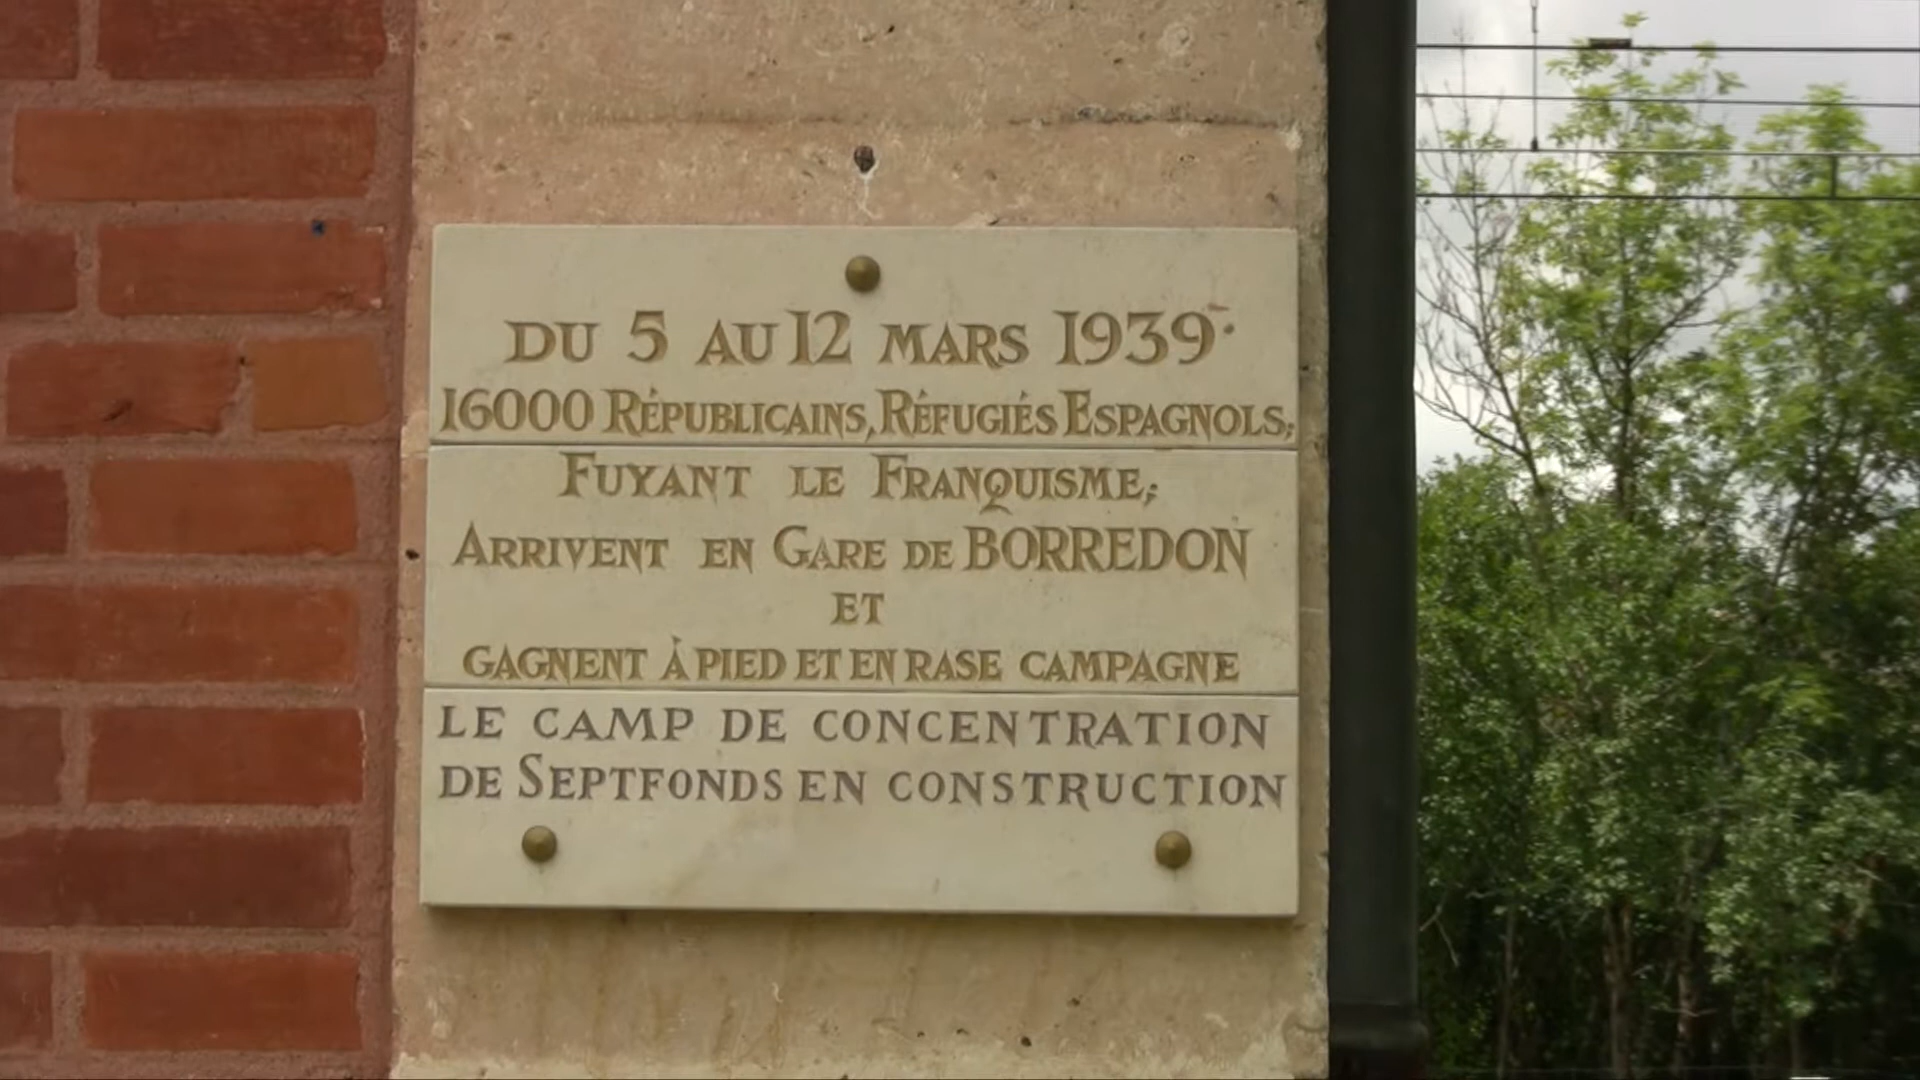 DU 5 AU 12 MARS 1939
16000 RÉPUBLICAINS, RÉFUGIÉS ESPAGNOLS,
FUYANT LE FRANQUISME,
ARRIVENT EN GARE DE BORREDON
ET
GAGNENT À PIED ET EN RASE CAMPAGNE
LE CAMP DE CONCENTRATION
DE SEPTFONDS EN CONSTRUCTION